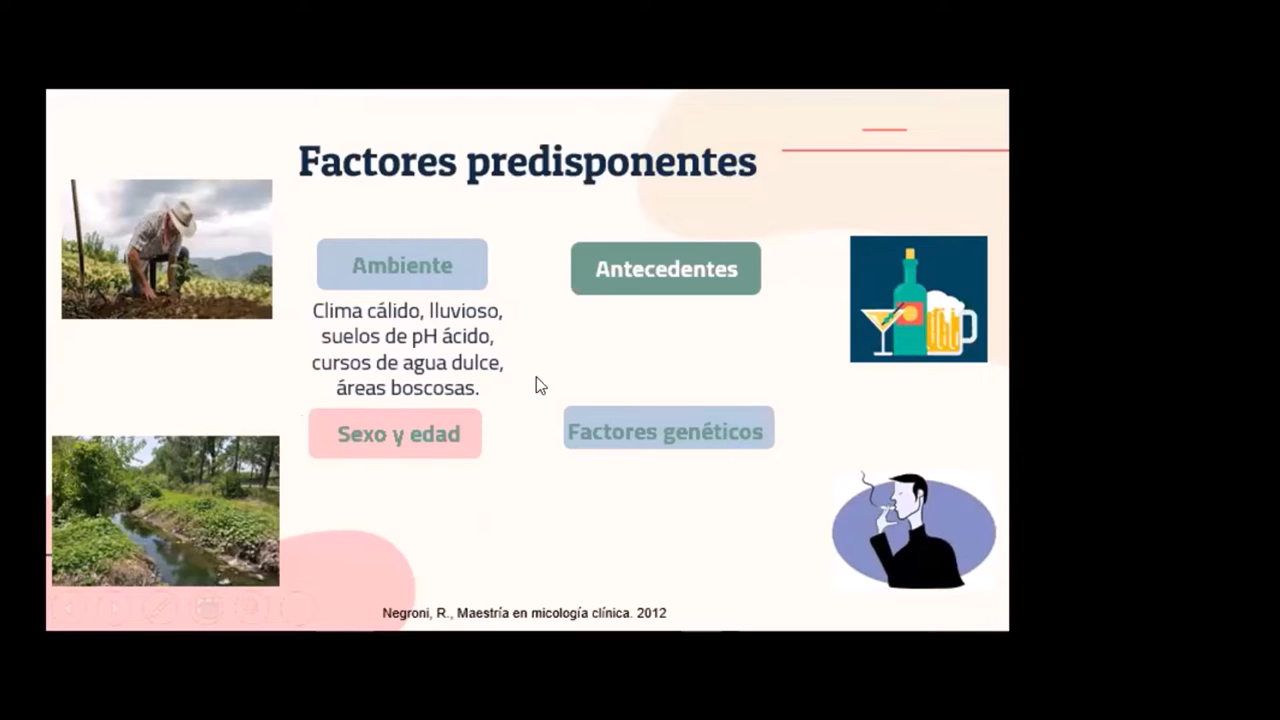 Factores predisponentes
Ambiente
Clima cálido, lluvioso,
suelos de pH ácido,
cursos de agua dulce,
áreas boscosas.
Antecedentes
Sexo y edad
Factores genéticos
Negroni, R., Maestría en micología clínica. 2012